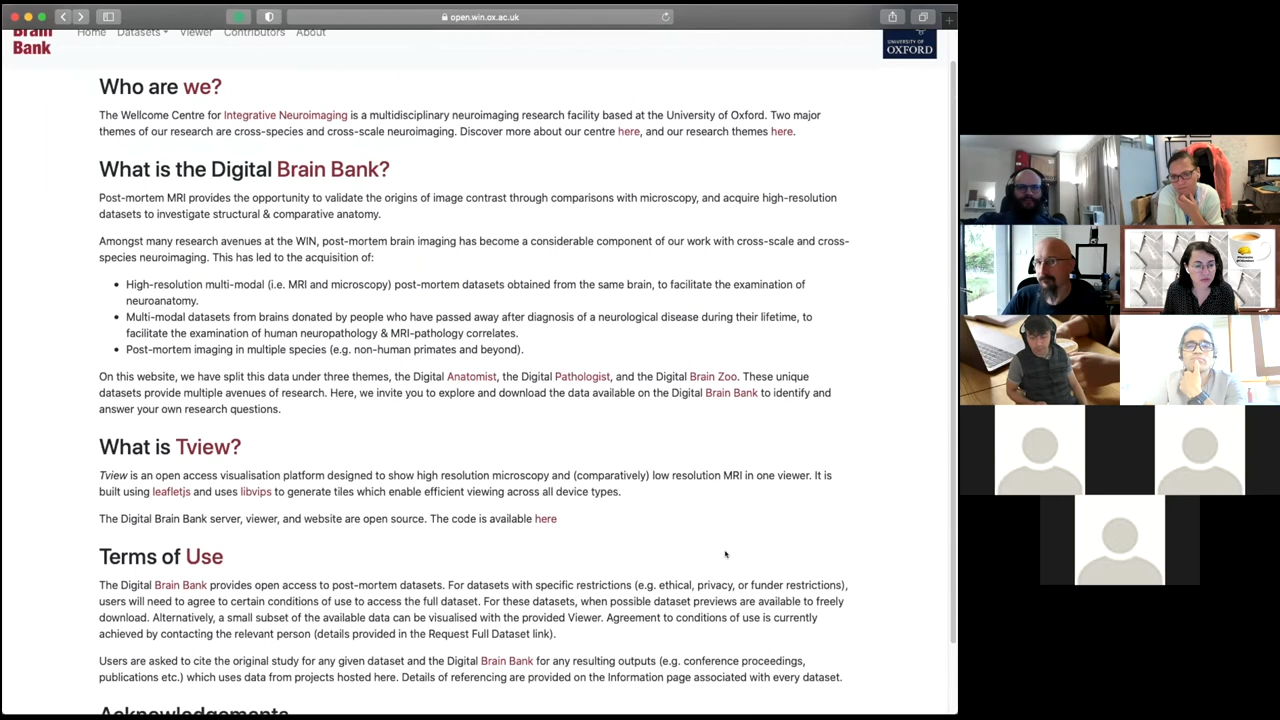 open.win.ox.ac.uk
Brain
Bank
Home Datasets Viewer Contributors About
UNIVERSITY OF
OXFORD
Who are we?
The Wellcome Centre for Integrative Neuroimaging is a multidisciplinary neuroimaging research facility based at the University of Oxford. Two major
themes of our research are cross-species and cross-scale neuroimaging. Discover more about our centre here, and our research themes here.
What is the Digital Brain Bank?
Post-mortem MRI provides the opportunity to validate the origins of image contrast through comparisons with microscopy, and acquire high-resolution
datasets to investigate structural & comparative anatomy.
Amongst many research avenues at the WIN, post-mortem brain imaging has become a considerable component of our work with cross-scale and cross-
species neuroimaging. This has led to the acquisition of:
• High-resolution multi-modal (i.e. MRI and microscopy) post-mortem datasets obtained from the same brain, to facilitate the examination of
neuroanatomy.
• Multi-modal datasets from brains donated by people who have passed away after diagnosis of a neurological disease during their lifetime, to
facilitate the examination of human neuropathology & MRI-pathology correlates.
• Post-mortem imaging in multiple species (e.g. non-human primates and beyond).
On this website, we have split this data under three themes, the Digital Anatomist, the Digital Pathologist, and the Digital Brain Zoo. These unique
datasets provide multiple avenues of research. Here, we invite you to explore and download the data available on the Digital Brain Bank to identify and
answer your own research questions.
What is Tview?
Tview is an open access visualisation platform designed to show high resolution microscopy and (comparatively) low resolution MRI in one viewer. It is
built using leafletjs and uses libvips to generate tiles which enable efficient viewing across all device types.
The Digital Brain Bank server, viewer, and website are open source. The code is available here
Terms of Use
The Digital Brain Bank provides open access to post-mortem datasets. For datasets with specific restrictions (e.g. ethical, privacy, or funder restrictions),
users will need to agree to certain conditions of use to access the full dataset. For these datasets, when possible dataset previews are available to freely
download. Alternatively, a small subset of the available data can be visualised with the provided Viewer. Agreement to conditions of use is currently
achieved by contacting the relevant person (details provided in the Request Full Dataset link).
Users are asked to cite the original study for any given dataset and the Digital Brain Bank for any resulting outputs (e.g. conference proceedings,
publications etc.) which uses data from projects hosted here. Details of referencing are provided on the Information page associated with every dataset.
Acknowledgements